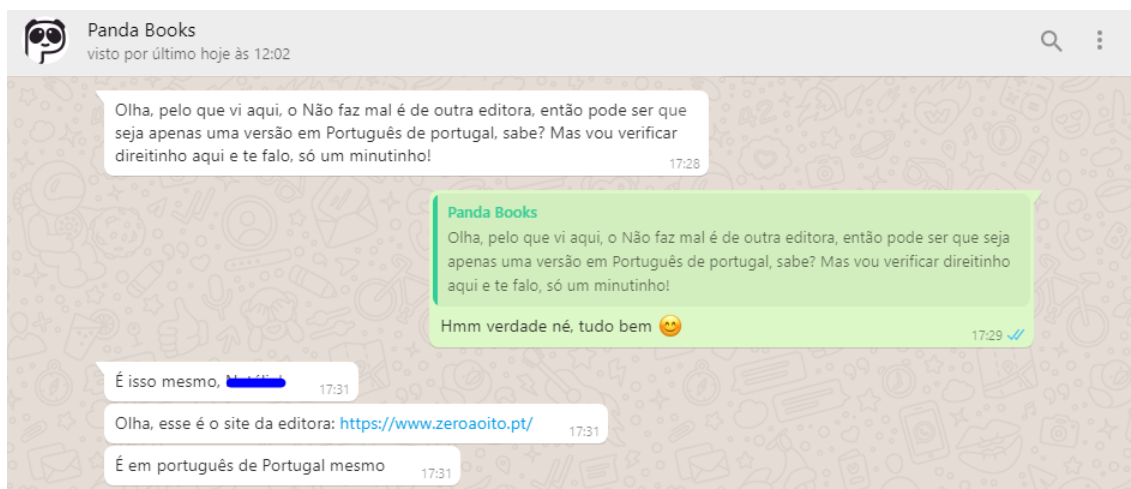 Panda Books
visto por último hoje às 12:02
Olha, pelo que vi aqui, o Não faz mal é de outra editora, então pode ser que
seja apenas uma versão em Português de portugal, sabe? Mas vou verificar
direitinho aqui e te falo, só um minutinho!
17:28
Panda Books
Olha, pelo que vi aqui, o Não faz mal é de outra editora, então pode ser que seja
apenas uma versão em Português de portugal, sabe? Mas vou verificar direitinho
aqui e te falo, só um minutinho!
Hmm verdade né, tudo bem 😊
17:29
É isso mesmo,
17:31
Olha, esse é o site da editora: https://www.zeroaoito.pt/
17:31
É em português de Portugal mesmo
17:31